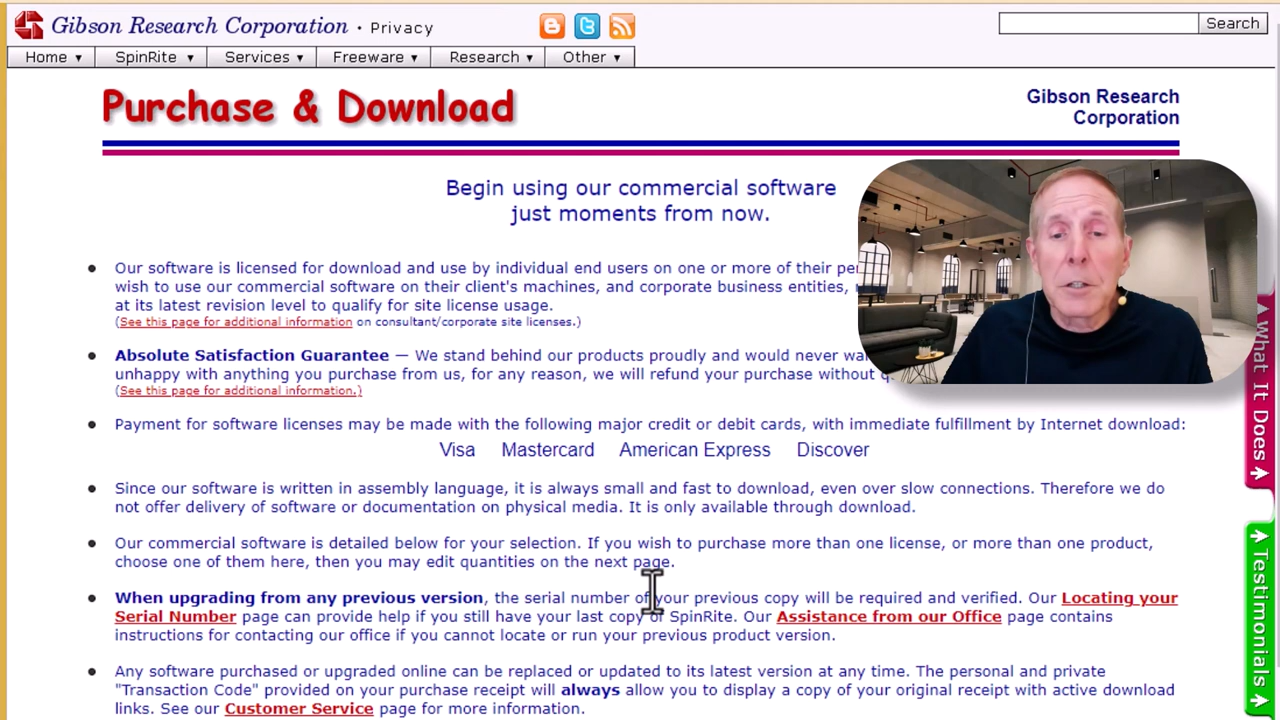 Gibson Research Corporation • Privacy
Search
Home ▾ SpinRite ▾ Services ▾ Freeware ▾ Research ▾ Other ▾
Purchase & Download
Gibson Research
Corporation
Begin using our commercial software
just moments from now.
• Our software is licensed for download and use by individual end users on one or more of their
wish to use our commercial software on their client's machines, and corporate business entities,
at its latest revision level to qualify for site license usage.
(See this page for additional information on consultant/corporate site licenses.)
• Absolute Satisfaction Guarantee — We stand behind our products proudly and would never
unhappy with anything you purchase from us, for any reason, we will refund your purchase without
(See this page for additional information.)
• Payment for software licenses may be made with the following major credit or debit cards, with immediate fulfillment by Internet download:
Visa Mastercard American Express Discover
• Since our software is written in assembly language, it is always small and fast to download, even over slow connections. Therefore we do
not offer delivery of software or documentation on physical media. It is only available through download.
• Our commercial software is detailed below for your selection. If you wish to purchase more than one license, or more than one product,
choose one of them here, then you may edit quantities on the next page.
• When upgrading from any previous version, the serial number of your previous copy will be required and verified. Our Locating your
Serial Number page can provide help if you still have your last copy of SpinRite. Our Assistance from our Office page contains
instructions for contacting our office if you cannot locate or run your previous product version.
• Any software purchased or upgraded online can be replaced or updated to its latest version at any time. The personal and private
"Transaction Code" provided on your purchase receipt will always allow you to display a copy of your original receipt with active download
links. See our Customer Service page for more information.
What It Does
Testimonials